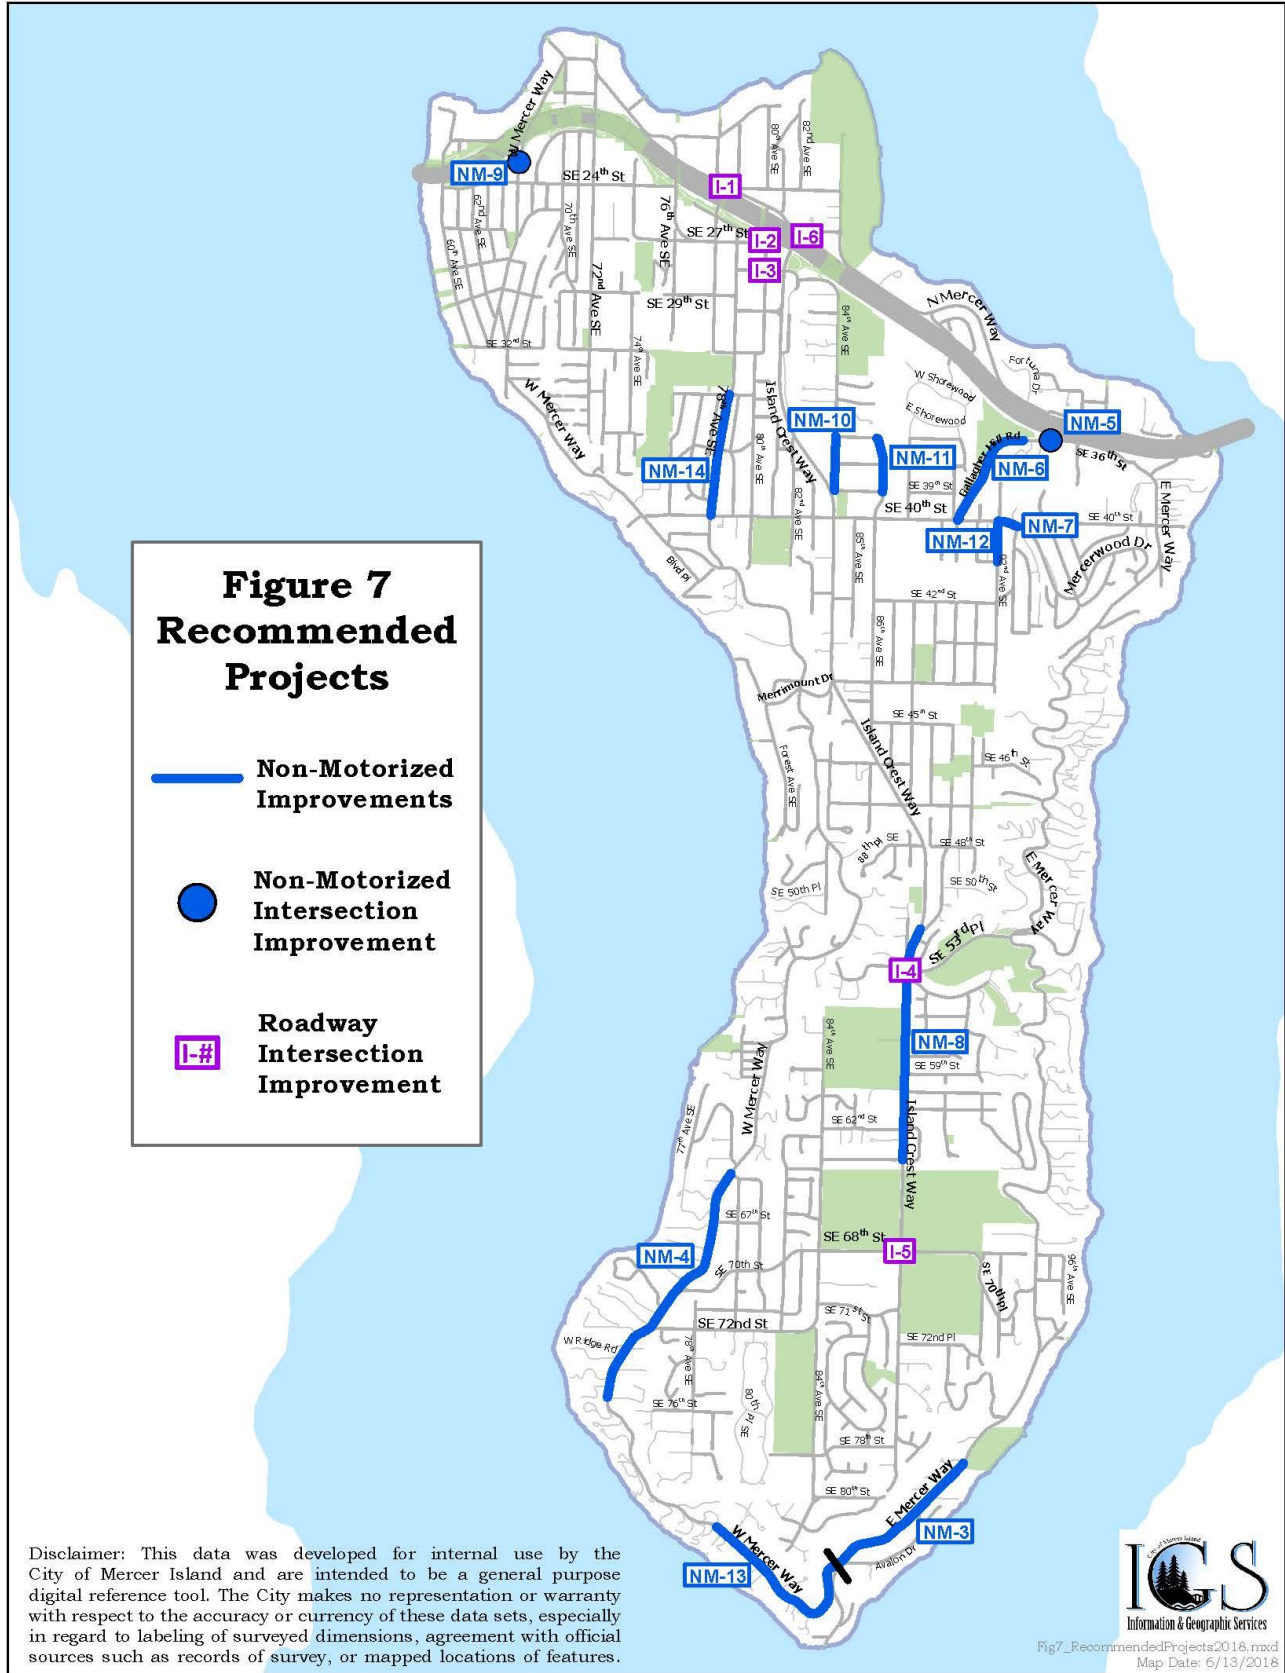 W Mercer Way
80th Ave SE
82nd Ave SE
NM-9
SE 24th St
I-1
62nd Ave SE
70th Ave SE
76th Ave SE
SE 27th St
I-2
I-6
60th Ave SE
72nd Ave SE
I-3
SE 29th St
N Mercer Way
84th Ave SE
SE 32nd St
74th Ave SE
Fortuna Dr
W Shorewood
W Mercer Way
78th Ave SE
Island Crest Way
E Shorewood
NM-10
NM-5
Gallagher Hill Rd
SE 36th St
80th Ave SE
NM-11
NM-14
NM-6
82nd Ave SE
SE 39th St
E Mercer Way
SE 40th St
NM-7
SE 40th St
NM-12
85th Ave SE
Mercerwood Dr
Blvd Pl
92nd Ave SE
SE 42nd St
86th Ave SE
Figure 7
Recommended
Projects
Merrimount Dr
SE 45th St
Island Crest Way
Forest Ave SE
SE 46th St
Non-Motorized
Improvements
88th Pl SE
SE 48th St
SE 50th Pl
SE 50th St
E Mercer Way
Non-Motorized
Intersection
Improvement
SE 53rd Pl
I-4
84th Ave SE
NM-8
I-#
Roadway
Intersection
Improvement
SE 59th St
W Mercer Way
77th Ave SE
SE 62nd St
Island Crest Way
SE 67th St
SE 68th St
I-5
NM-4
SE 70th St
SE 70th Pl
96th Ave SE
SE 71st St
SE 72nd St
SE 72nd Pl
W Ridge Rd
78th Ave SE
84th Ave SE
80th Pl SE
SE 76th St
SE 78th St
SE 80th St
E Mercer Way
NM-3
W Mercer Way
Avalon Dr
NM-13
Disclaimer: This data was developed for internal use by the
City of Mercer Island and are intended to be a general purpose
digital reference tool. The City makes no representation or warranty
with respect to the accuracy or currency of these data sets, especially
in regard to labeling of surveyed dimensions, agreement with official
sources such as records of survey, or mapped locations of features.
City of Mercer Island
IGS
Information & Geographic Services
Fig7_RecommendedProjects2018.mxd
Map Date: 6/13/2018